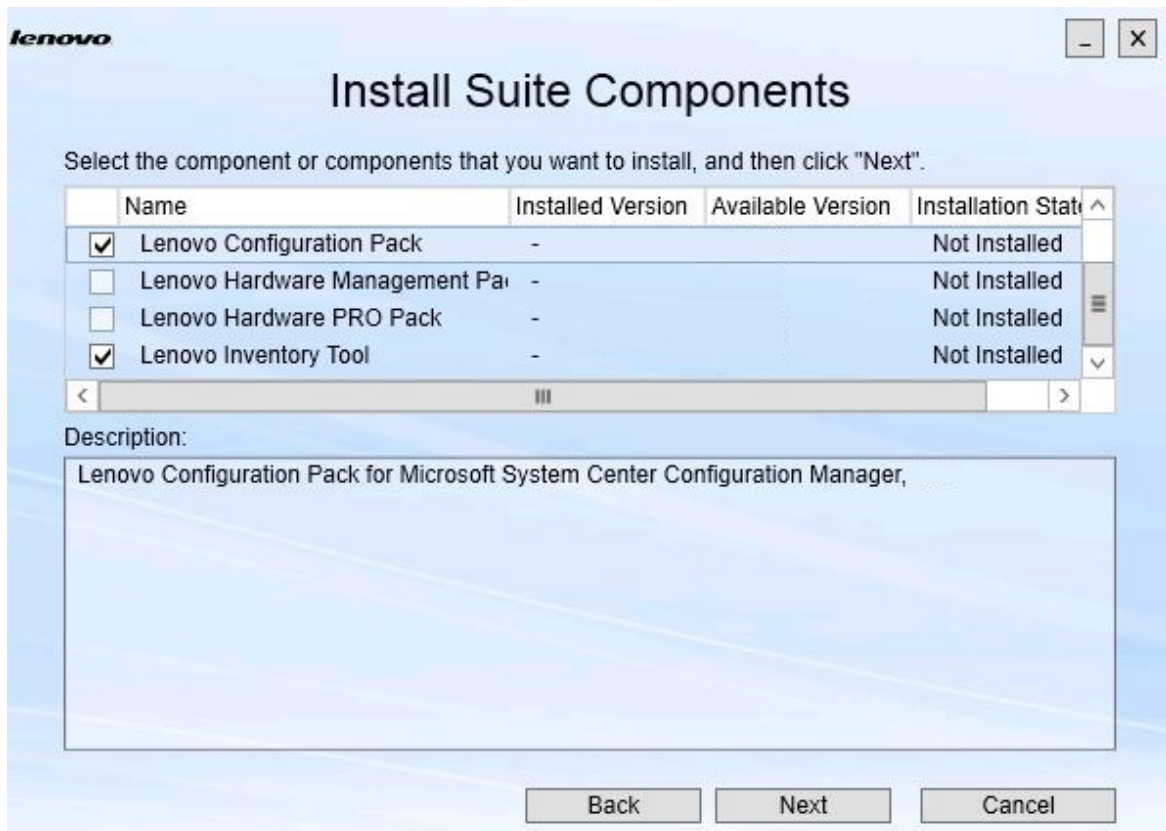 lenovo
Install Suite Components
Select the component or components that you want to install, and then click "Next".
Name Installed Version Available Version Installation State
Lenovo Configuration Pack - Not Installed
Lenovo Hardware Management Pac - Not Installed
Lenovo Hardware PRO Pack - Not Installed
Lenovo Inventory Tool - Not Installed
Description:
Lenovo Configuration Pack for Microsoft System Center Configuration Manager,
Back Next Cancel